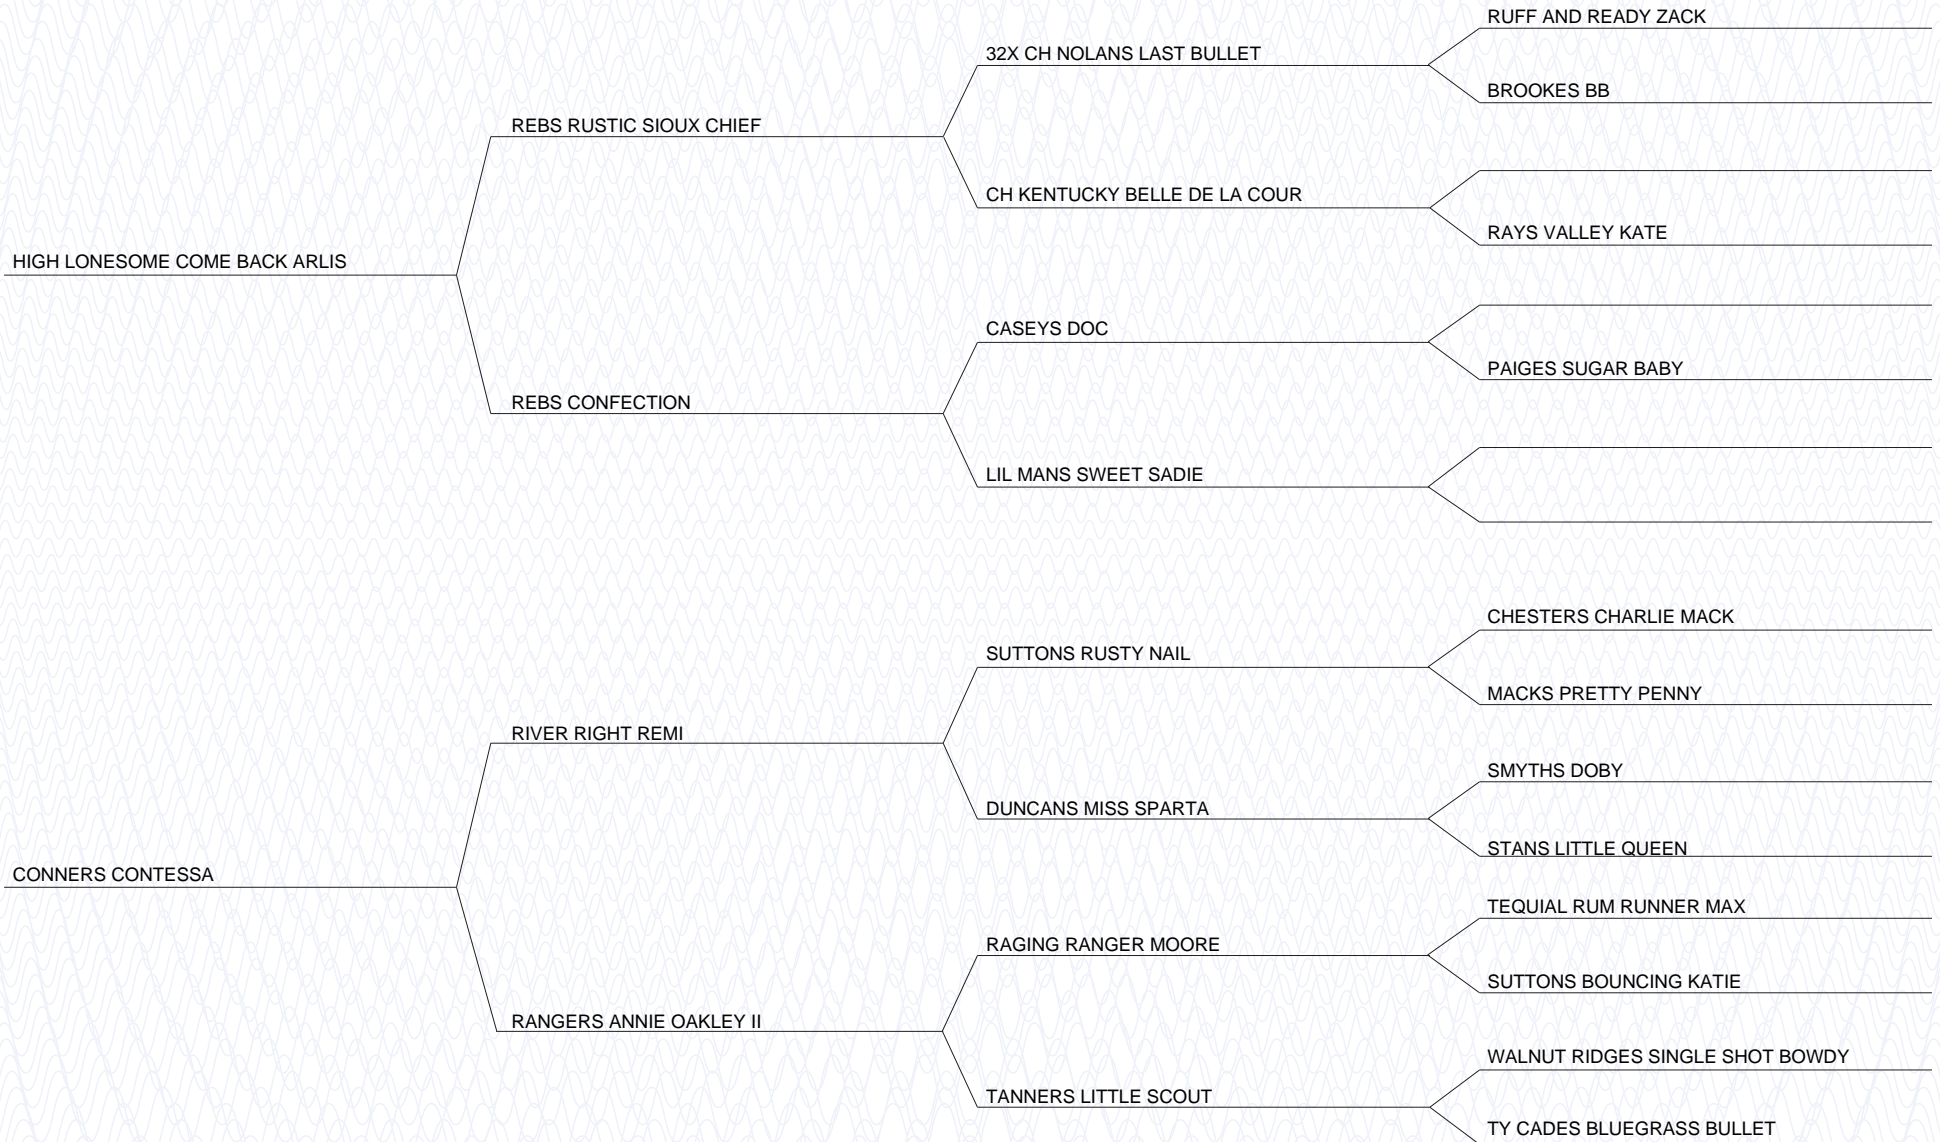 RUFF AND READY ZACK
32X CH NOLANS LAST BULLET
BROOKES BB
REBS RUSTIC SIOUX CHIEF
CH KENTUCKY BELLE DE LA COUR
RAYS VALLEY KATE
HIGH LONESOME COME BACK ARLIS
CASEYS DOC
PAIGES SUGAR BABY
REBS CONFECTION
LIL MANS SWEET SADIE
CHESTERS CHARLIE MACK
SUTTONS RUSTY NAIL
MACKS PRETTY PENNY
RIVER RIGHT REMI
SMYTHS DOBY
DUNCANS MISS SPARTA
STANS LITTLE QUEEN
CONNERS CONTESSA
TEQUIAL RUM RUNNER MAX
RAGING RANGER MOORE
SUTTONS BOUNCING KATIE
RANGERS ANNIE OAKLEY II
WALNUT RIDGES SINGLE SHOT BOWDY
TANNERS LITTLE SCOUT
TY CADES BLUEGRASS BULLET